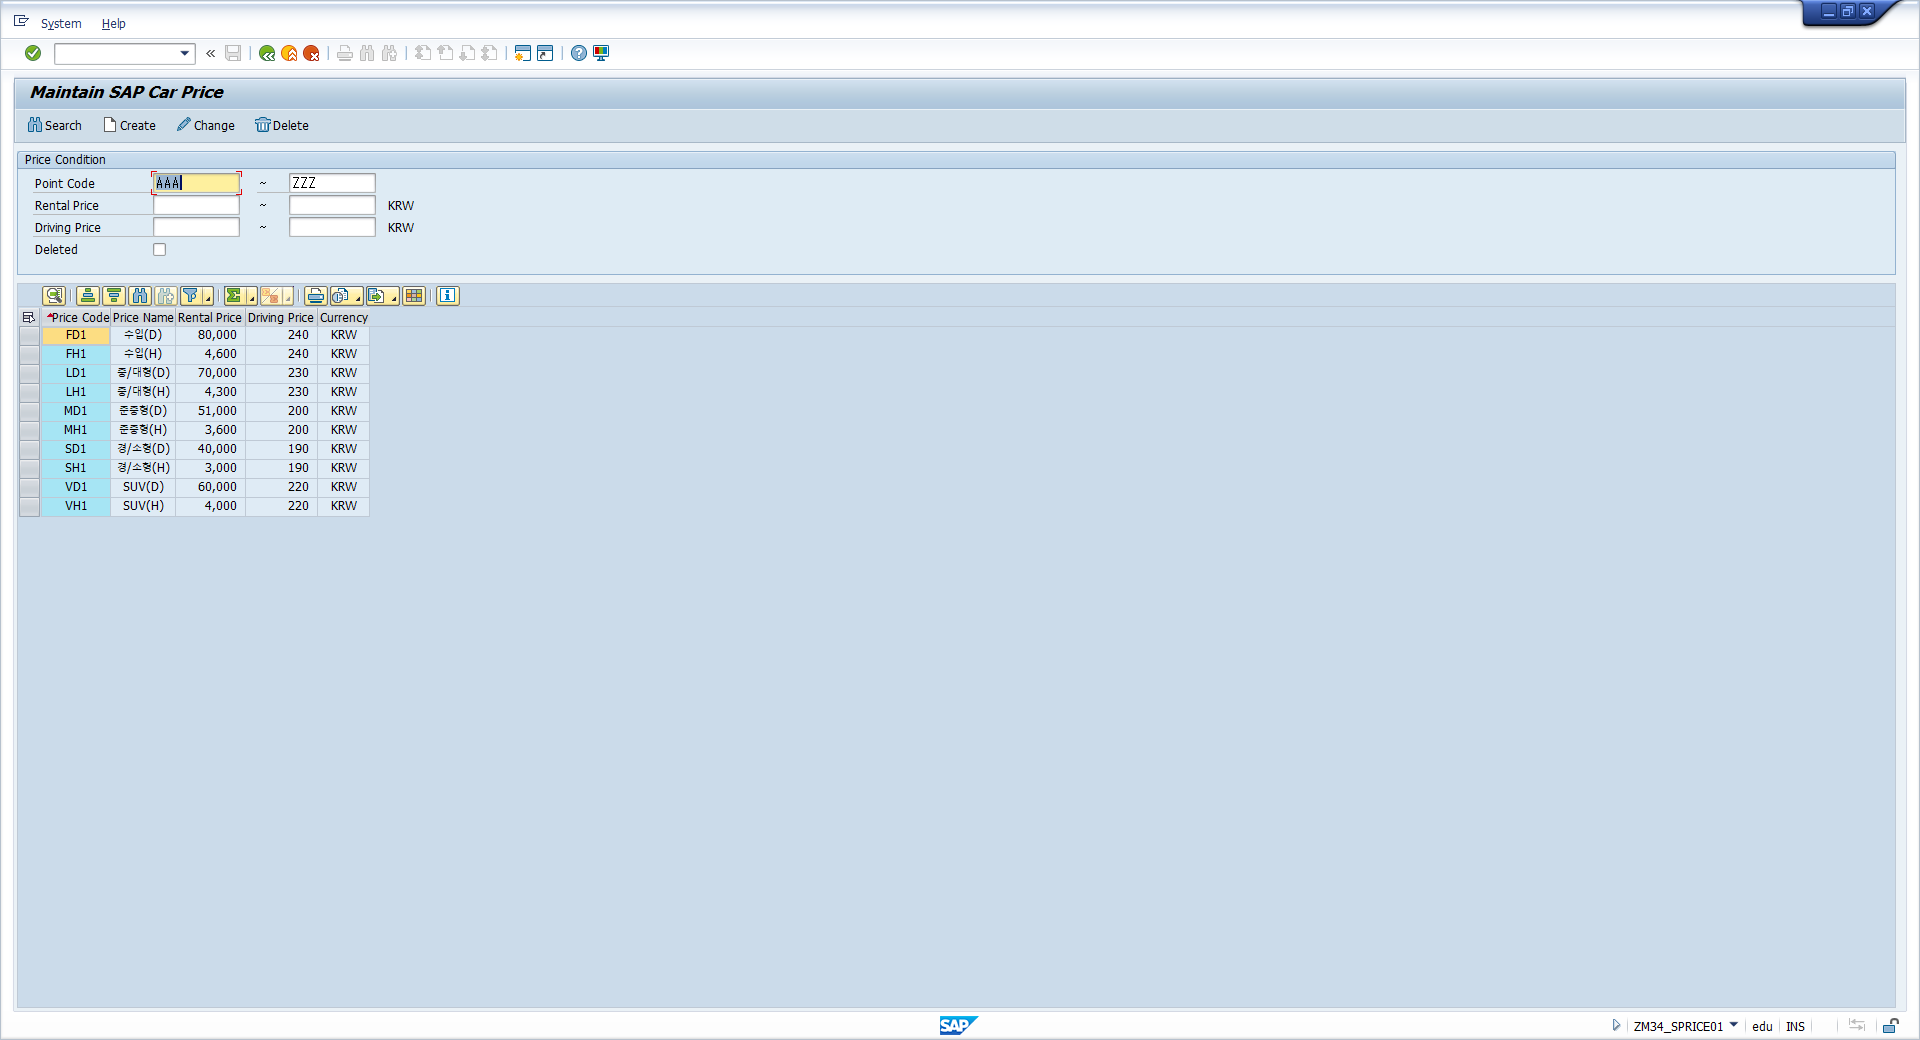 System Help
Maintain SAP Car Price
Search Create Change Delete
Price Condition
Point Code AAA ~ ZZZ
Rental Price ~ KRW
Driving Price ~ KRW
Deleted
Price Code Price Name Rental Price Driving Price Currency
FD1 수입(D) 80,000 240 KRW
FH1 수입(H) 4,600 240 KRW
LD1 중/대형(D) 70,000 230 KRW
LH1 중/대형(H) 4,300 230 KRW
MD1 준중형(D) 51,000 200 KRW
MH1 준중형(H) 3,600 200 KRW
SD1 경/소형(D) 40,000 190 KRW
SH1 경/소형(H) 3,000 190 KRW
VD1 SUV(D) 60,000 220 KRW
VH1 SUV(H) 4,000 220 KRW
SAP ZM34_SPRICE01 edu INS